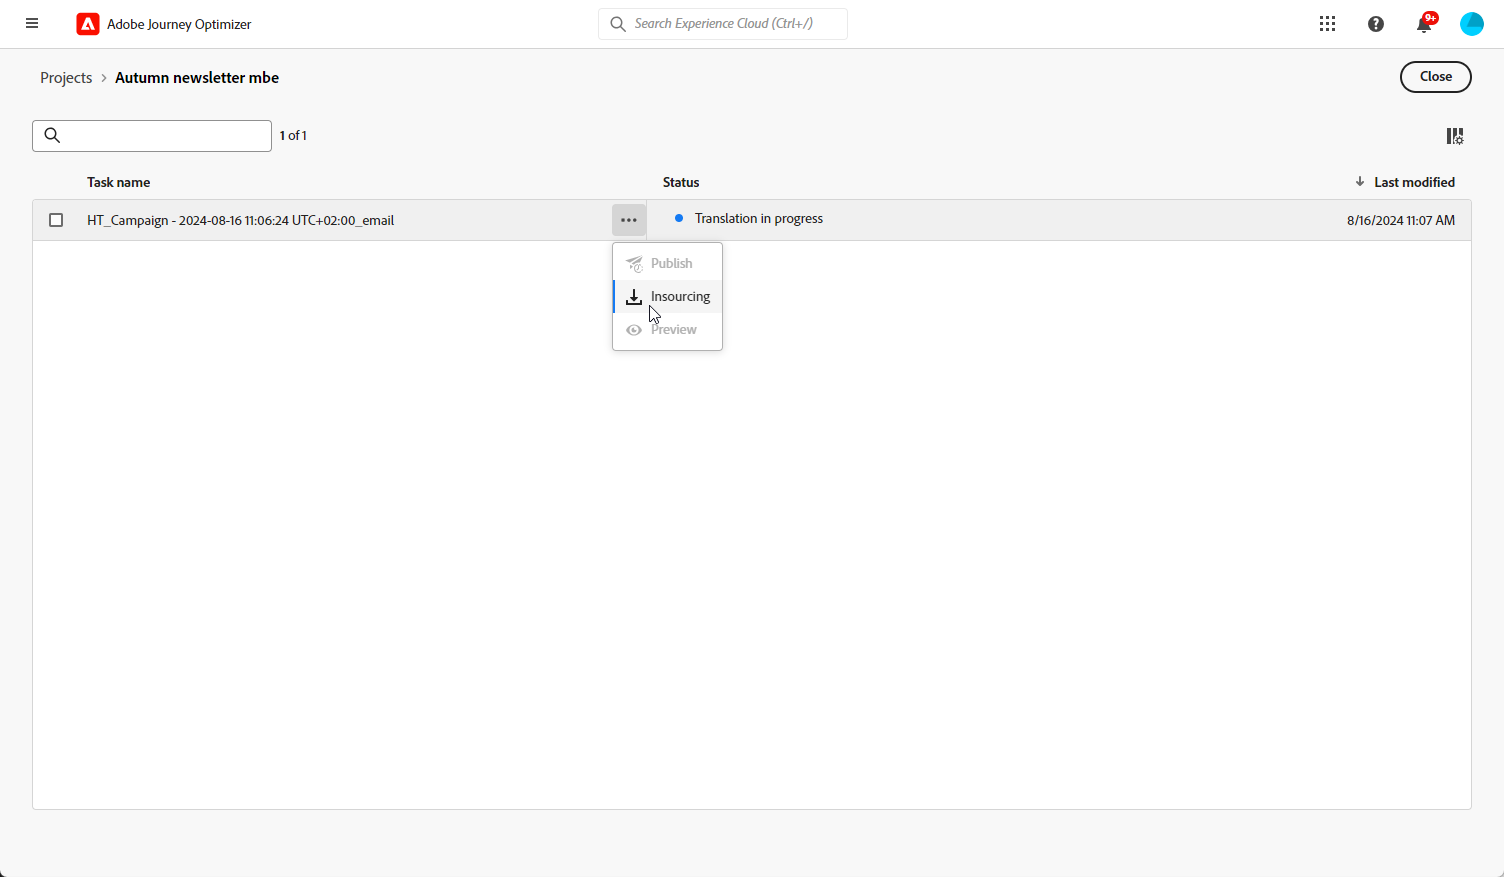 Adobe Journey Optimizer
Search Experience Cloud (Ctrl+/)
9+
Projects > Autumn newsletter mbe
Close
1 of 1
Task name Status Last modified
HT_Campaign - 2024-08-16 11:06:24 UTC+02:00_email Translation in progress 8/16/2024 11:07 AM
Publish
Insourcing
Preview